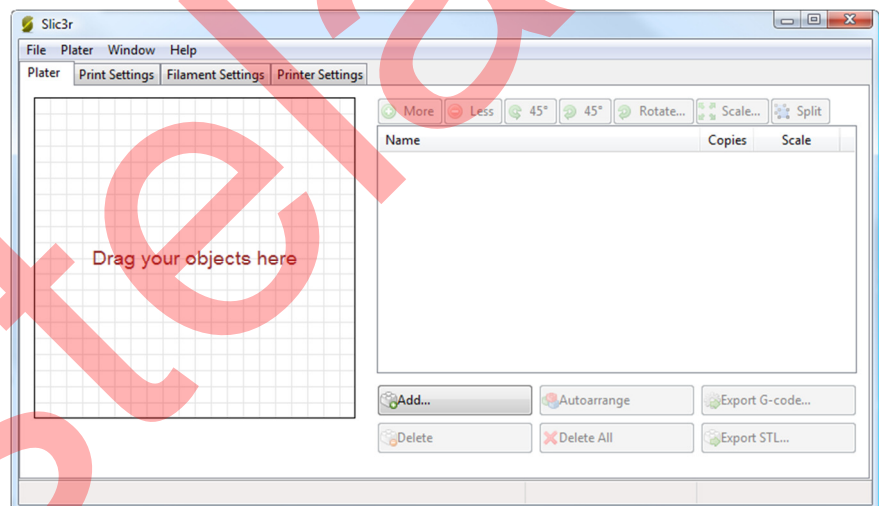 Slic3r
File Plater Window Help
Plater Print Settings Filament Settings Printer Settings
More Less 45° 45° Rotate... Scale... Split
Name Copies Scale
Drag your objects here
Add... Autoarrange Export G-code...
Delete Delete All Export STL...